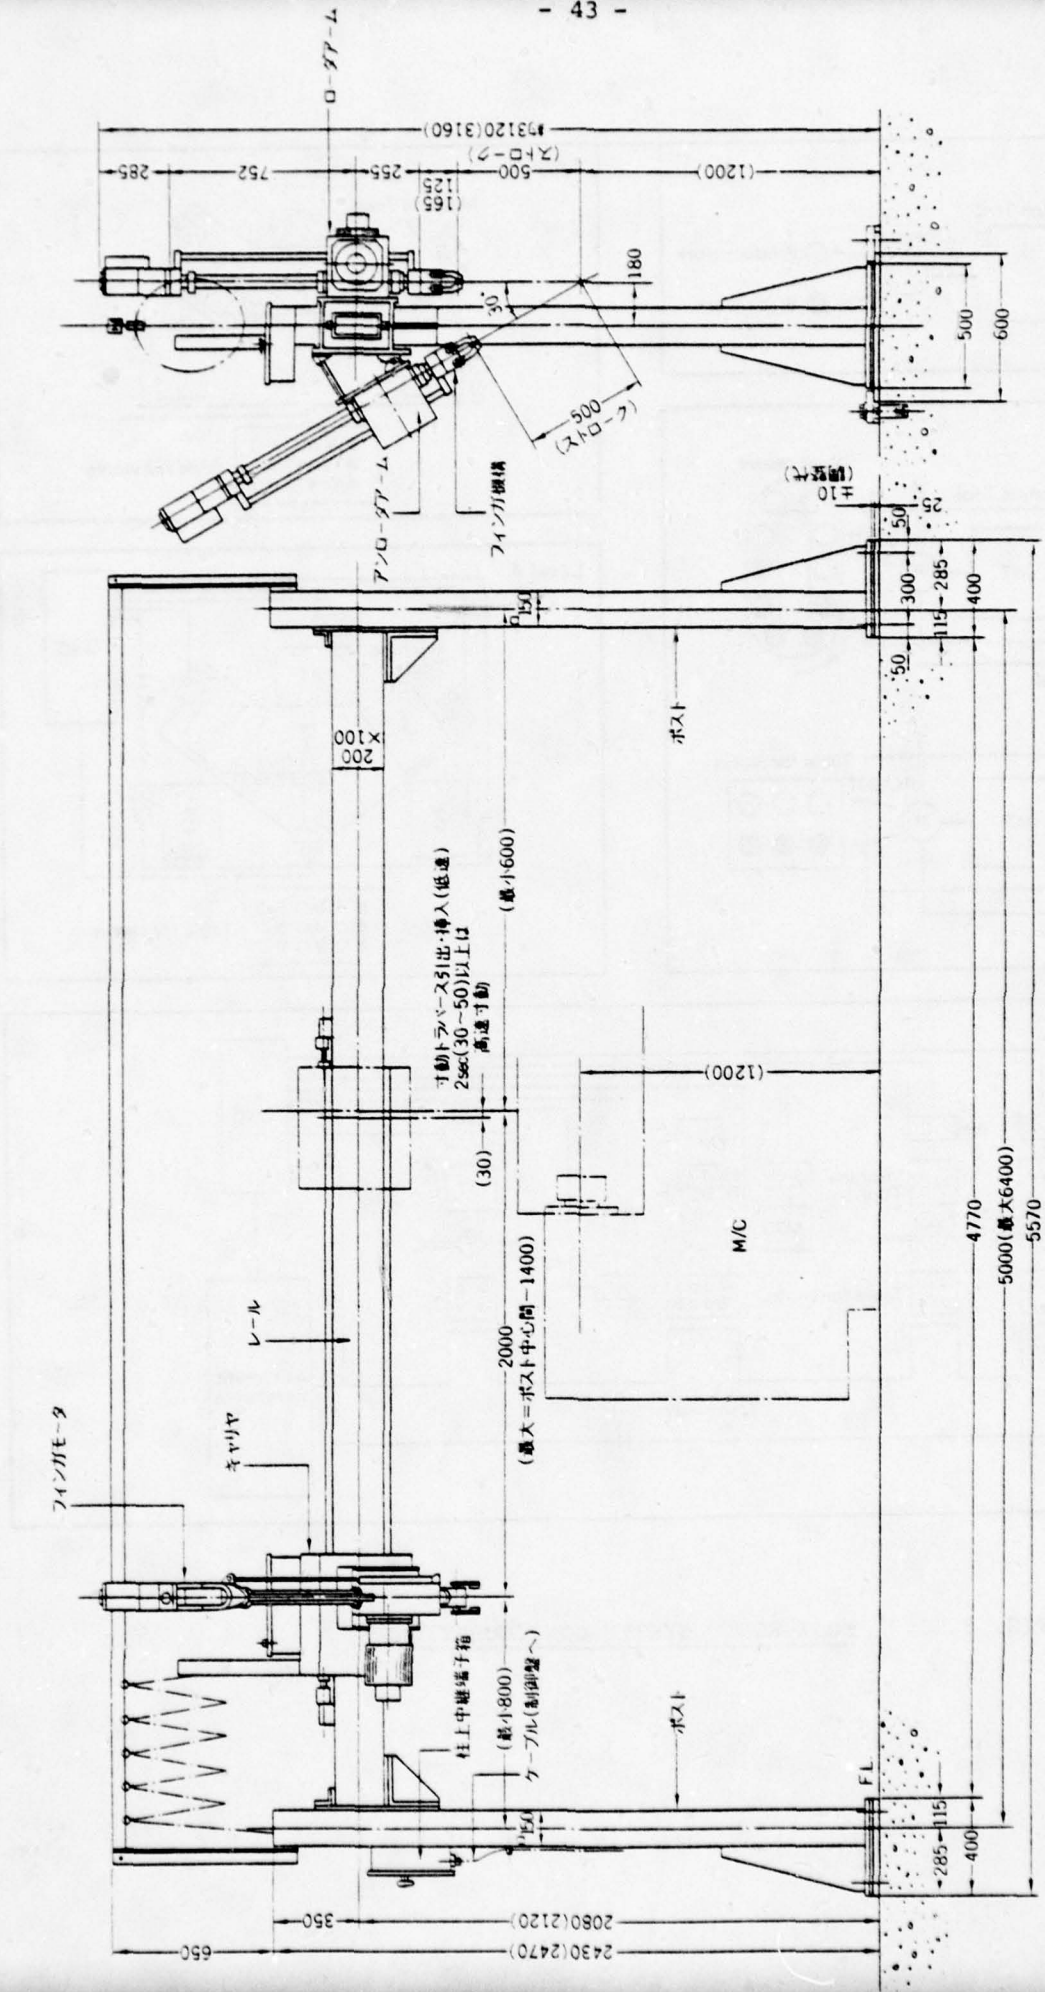 - 43 -
ローダアーム
約3120(3160)
285
752
255
125
(165)
500
(ストローク)
(1200)
30°
180
500
600
500
(ストローク)
アンローダアーム
フィンガ機構
±10
(調整代)
25
50
300
50
285
115
400
□150
ポスト
200
×100
(最小600)
寸動トラバース引出・挿入(低速)
2sec(30~50)以上は
高速寸動
(30)
(1200)
M/C
レール
2000
(最大=ポスト中心間-1400)
4770
5000(最大6400)
5570
フィンガモータ
キャリヤ
柱上中継端子箱
(最小800)
ケーブル(制御盤へ)
ポスト
□150
FL
115
285
400
650
350
2080(2120)
2430(2470)